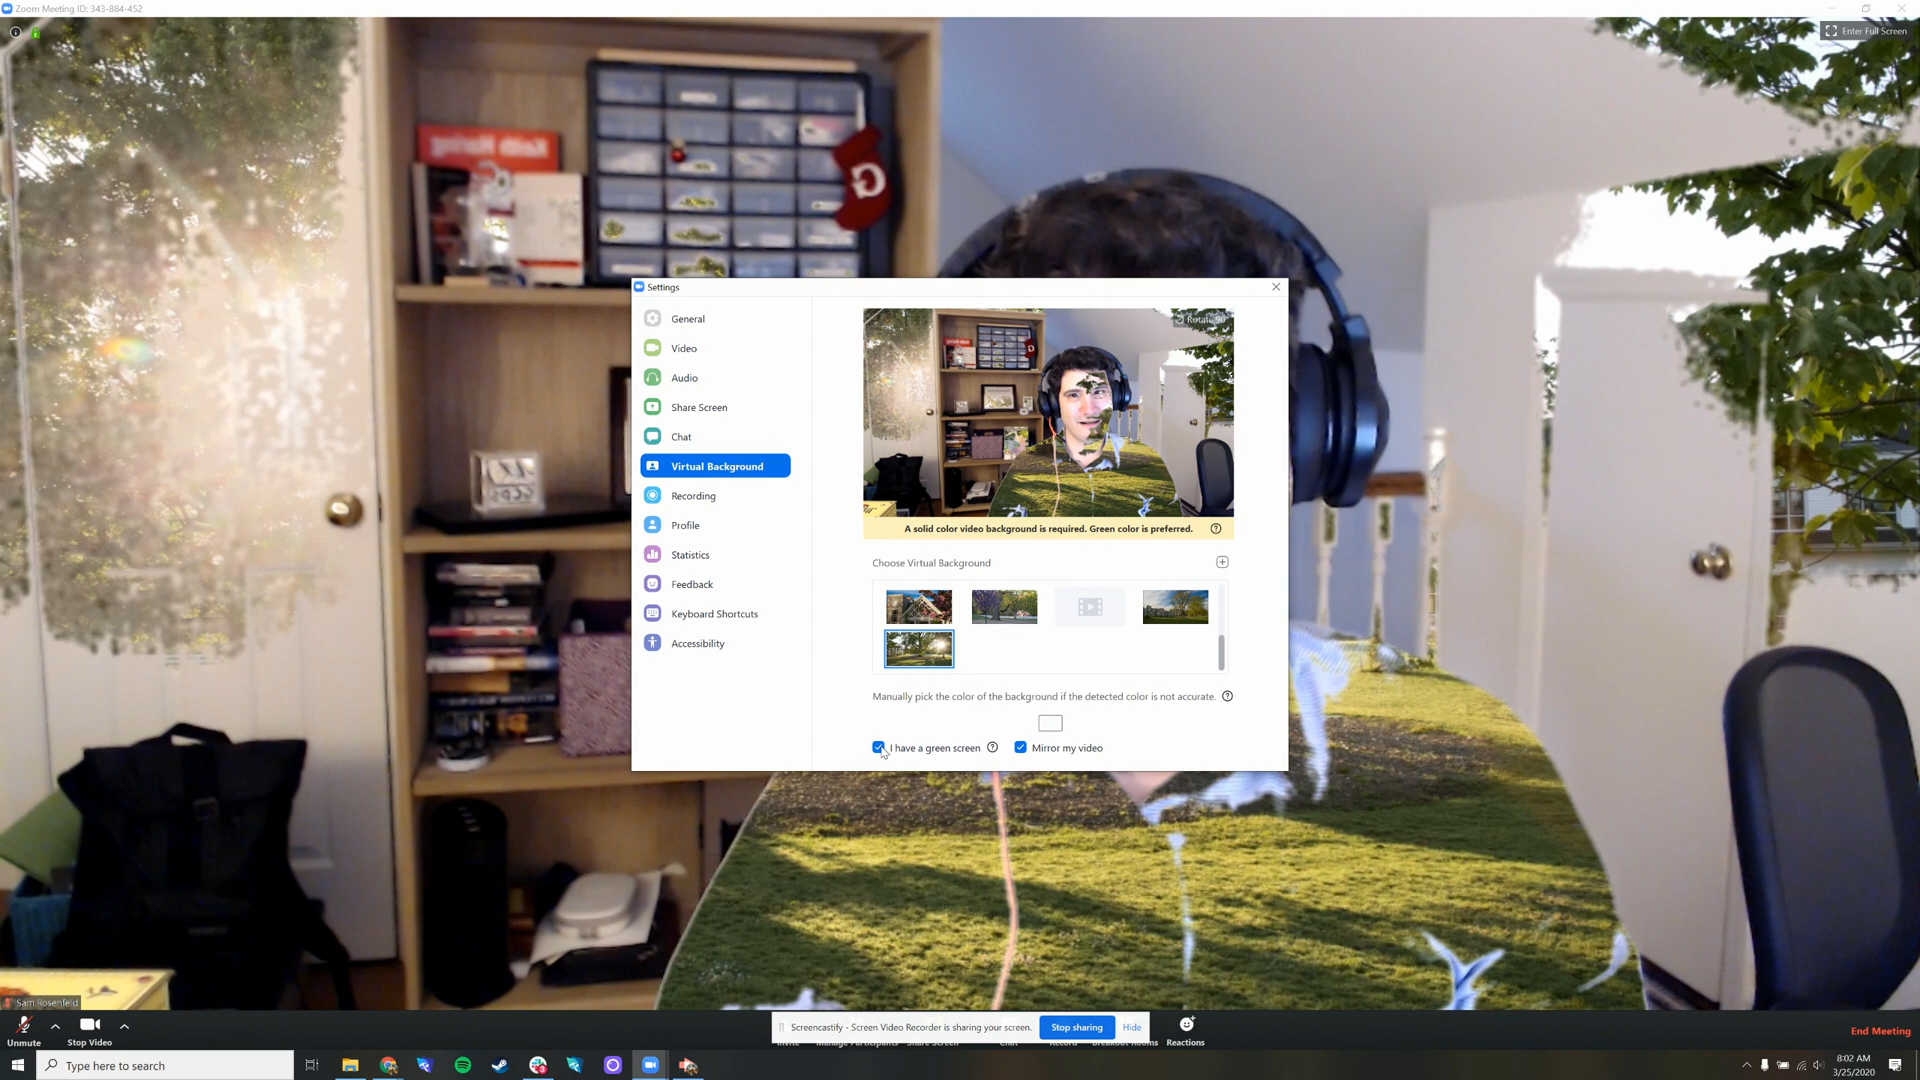 Zoom Meeting ID: 343-884-452
Enter Full Screen
Settings
General
Video
Audio
Share Screen
Chat
Virtual Background
Recording
Profile
Statistics
Feedback
Keyboard Shortcuts
Accessibility
Rotate 90°
A solid color video background is required. Green color is preferred.
Choose Virtual Background
Manually pick the color of the background if the detected color is not accurate.
I have a green screen
Mirror my video
Sam Rosenfeld
Unmute
Stop Video
Screencastify - Screen Video Recorder is sharing your screen.
Stop sharing
Hide
Reactions
End Meeting
Type here to search
8:02 AM
3/25/2020